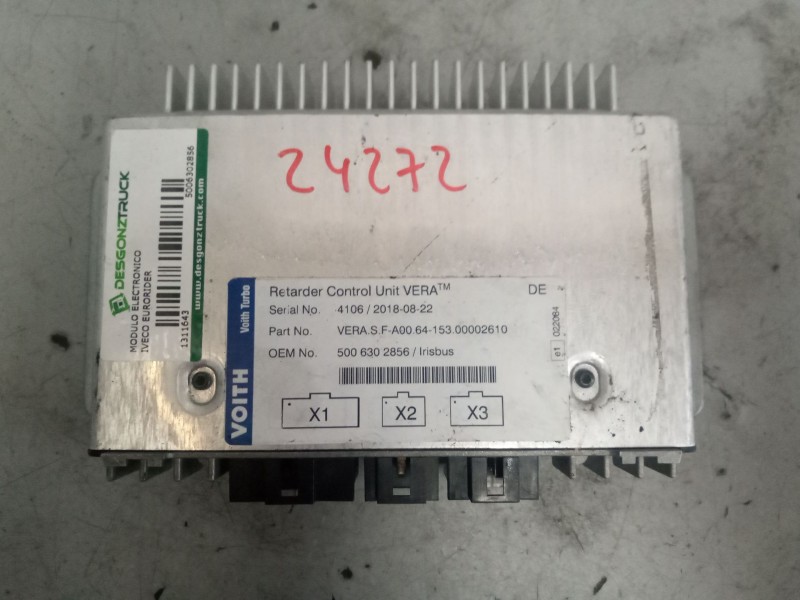 24272
DESGONZTRUCK
5006302856
MODULO ELECTRONICO
IVECO EURORIDER
1311643
www.desgonztruck.com
VOITH
Voith Turbo
Retarder Control Unit VERA™ DE 2
Serial No. 4106 / 2018-08-22
Part No. VERA.S.F-A00.64-153.00002610
OEM No. 500 630 2856 / Irisbus
e1 022064
X1 X2 X3